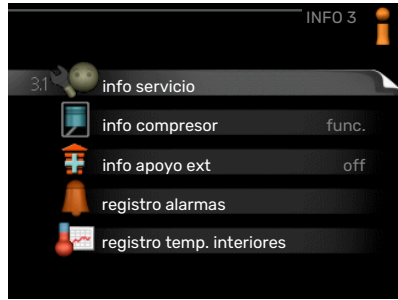 INFO 3
3.1 info servicio
info compresor func.
info apoyo ext off
registro alarmas
registro temp. interiores